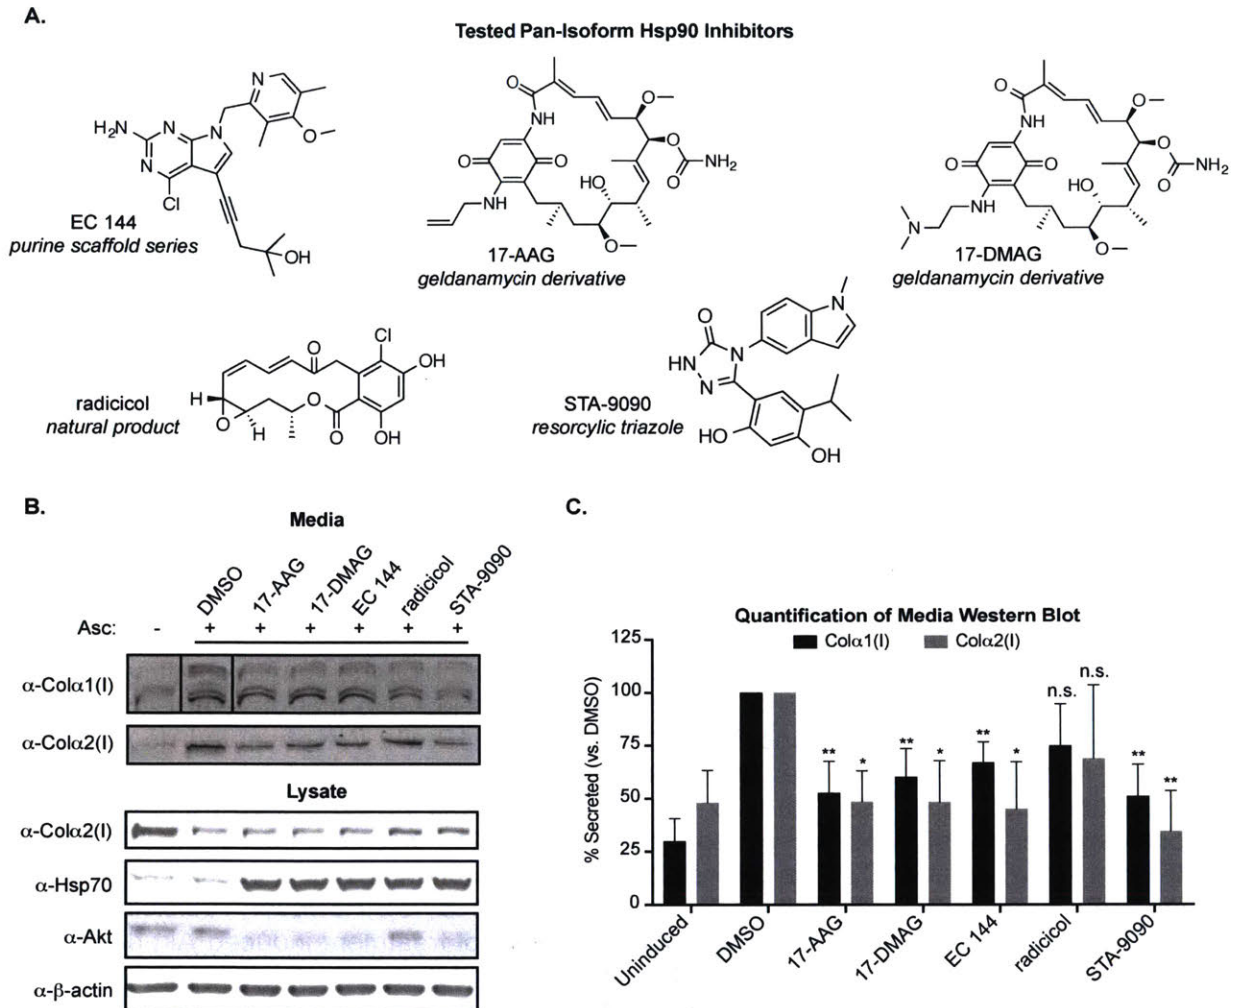 A.
Tested Pan-Isoform Hsp90 Inhibitors
H₂N
N
N
N
Cl
N
O
OH
EC 144
purine scaffold series
O
NH
O
O
NH
HO
O
O
O
NH₂
O
17-AAG
geldanamycin derivative
O
NH
O
O
N
NH
HO
O
O
O
NH₂
O
17-DMAG
geldanamycin derivative
radicicol
natural product
H
O
H
O
O
O
Cl
OH
OH
STA-9090
resorcylic triazole
O
HN
N
N
N
HO
OH
B.
Media
DMSO
17-AAG
17-DMAG
EC 144
radicicol
STA-9090
Asc: - + + + + + +
α-Colα1(I)
α-Colα2(I)
Lysate
α-Colα2(I)
α-Hsp70
α-Akt
α-β-actin
C.
Quantification of Media Western Blot
Colα1(I) Colα2(I)
% Secreted (vs. DMSO)
125
100
75
50
25
0
** *
** *
** *
n.s. n.s.
** **
Uninduced
DMSO
17-AAG
17-DMAG
EC 144
radicicol
STA-9090